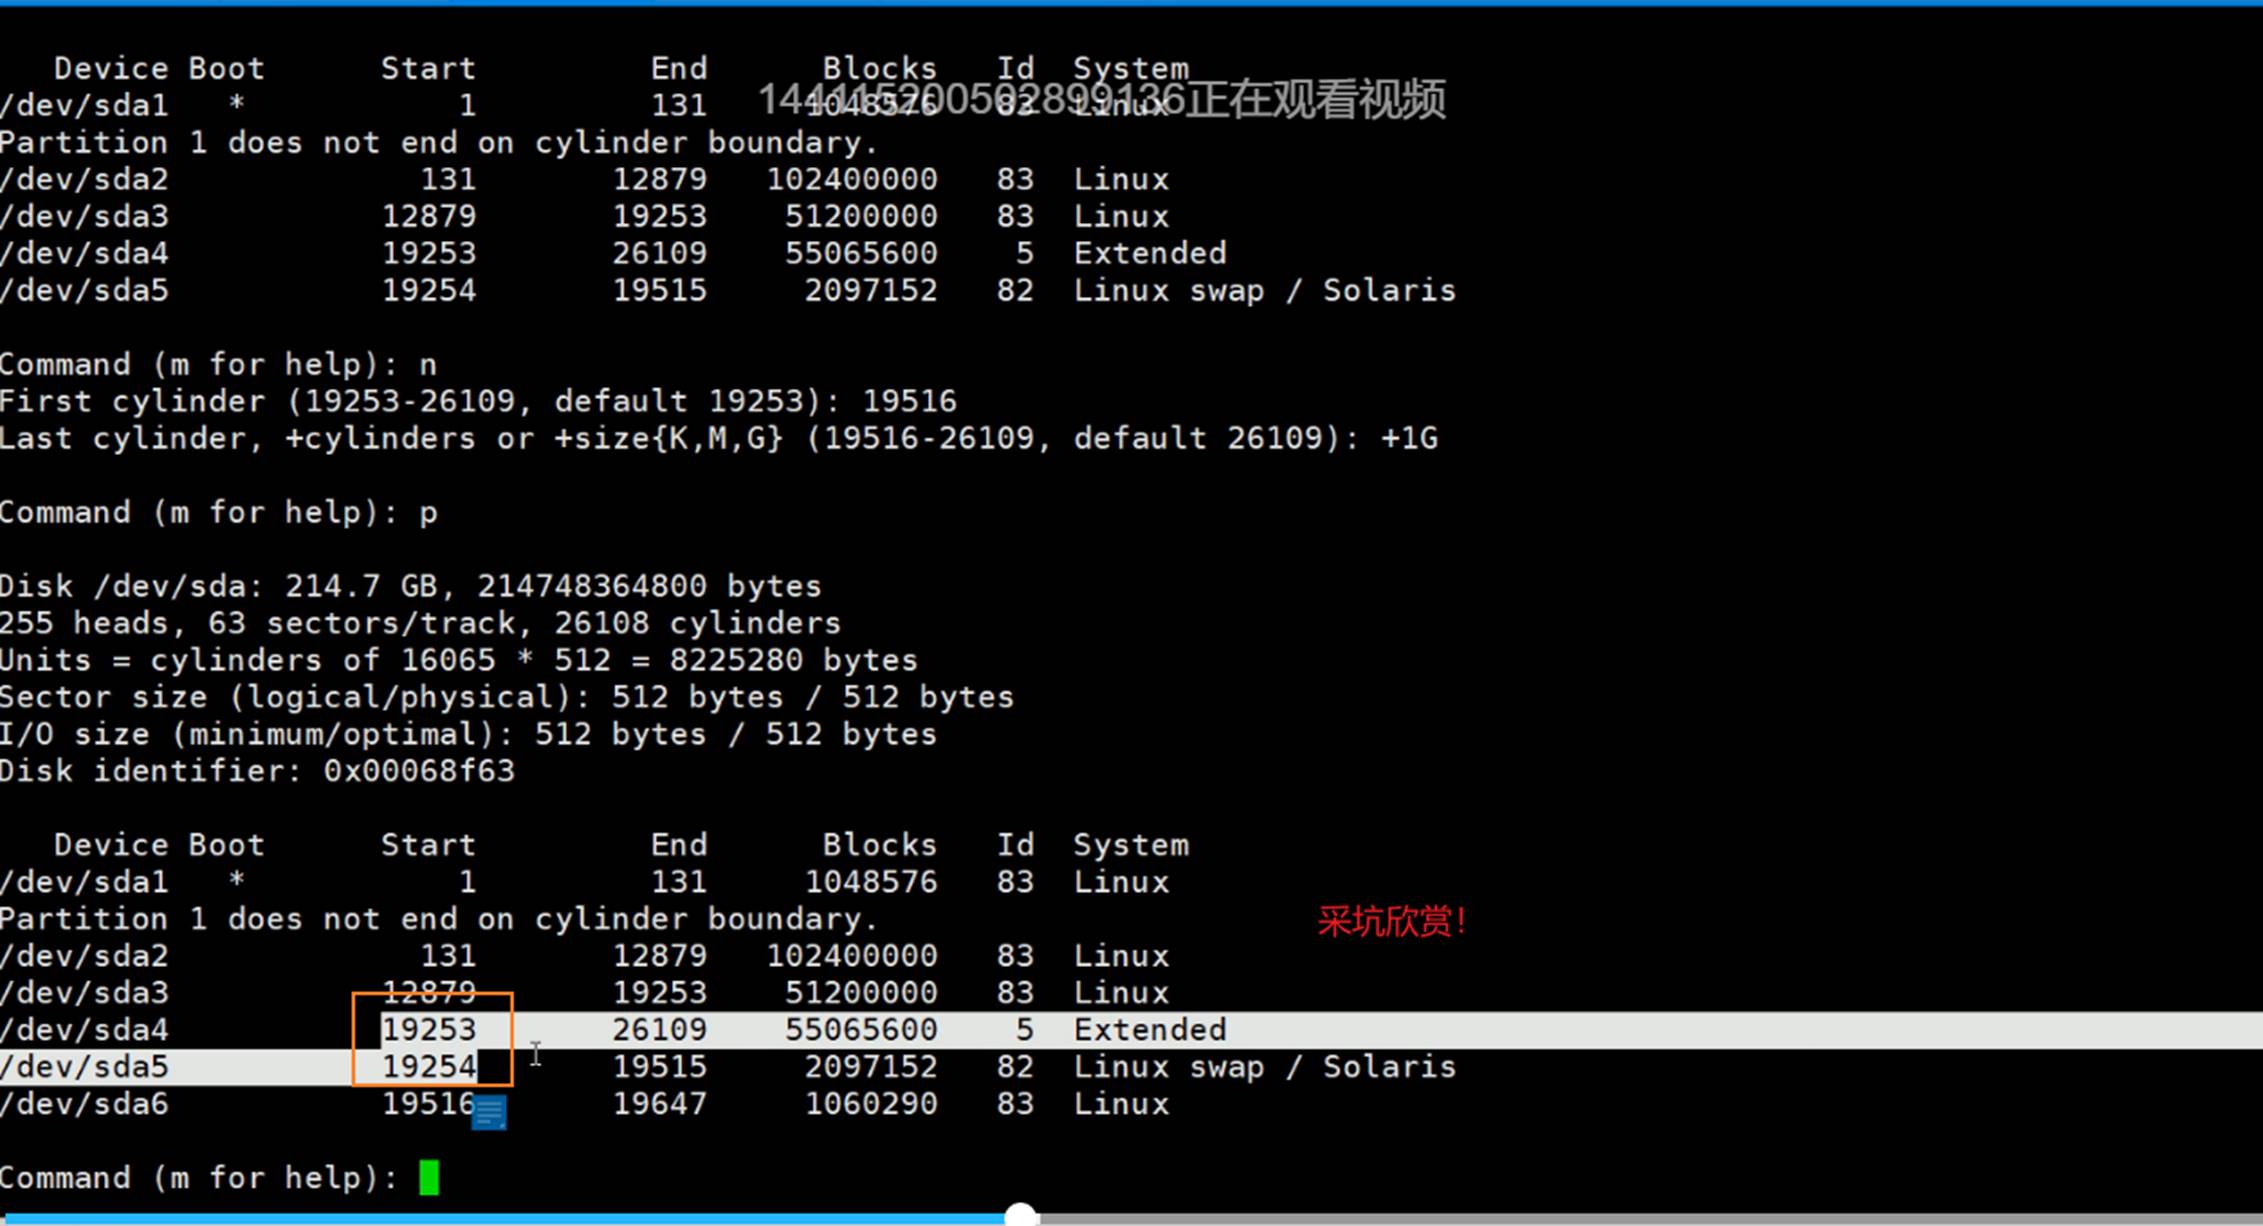 Device Boot Start End Blocks Id System
144115200502899136正在观看视频
/dev/sda1 * 1 131 1048576 83 Linux
Partition 1 does not end on cylinder boundary.
/dev/sda2 131 12879 102400000 83 Linux
/dev/sda3 12879 19253 51200000 83 Linux
/dev/sda4 19253 26109 55065600 5 Extended
/dev/sda5 19254 19515 2097152 82 Linux swap / Solaris
Command (m for help): n
First cylinder (19253-26109, default 19253): 19516
Last cylinder, +cylinders or +size{K,M,G} (19516-26109, default 26109): +1G
Command (m for help): p
Disk /dev/sda: 214.7 GB, 214748364800 bytes
255 heads, 63 sectors/track, 26108 cylinders
Units = cylinders of 16065 * 512 = 8225280 bytes
Sector size (logical/physical): 512 bytes / 512 bytes
I/O size (minimum/optimal): 512 bytes / 512 bytes
Disk identifier: 0x00068f63
Device Boot Start End Blocks Id System
/dev/sda1 * 1 131 1048576 83 Linux
Partition 1 does not end on cylinder boundary.
采坑欣赏!
/dev/sda2 131 12879 102400000 83 Linux
/dev/sda3 12879 19253 51200000 83 Linux
/dev/sda4 19253 26109 55065600 5 Extended
/dev/sda5 19254 19515 2097152 82 Linux swap / Solaris
/dev/sda6 19516 19647 1060290 83 Linux
Command (m for help):